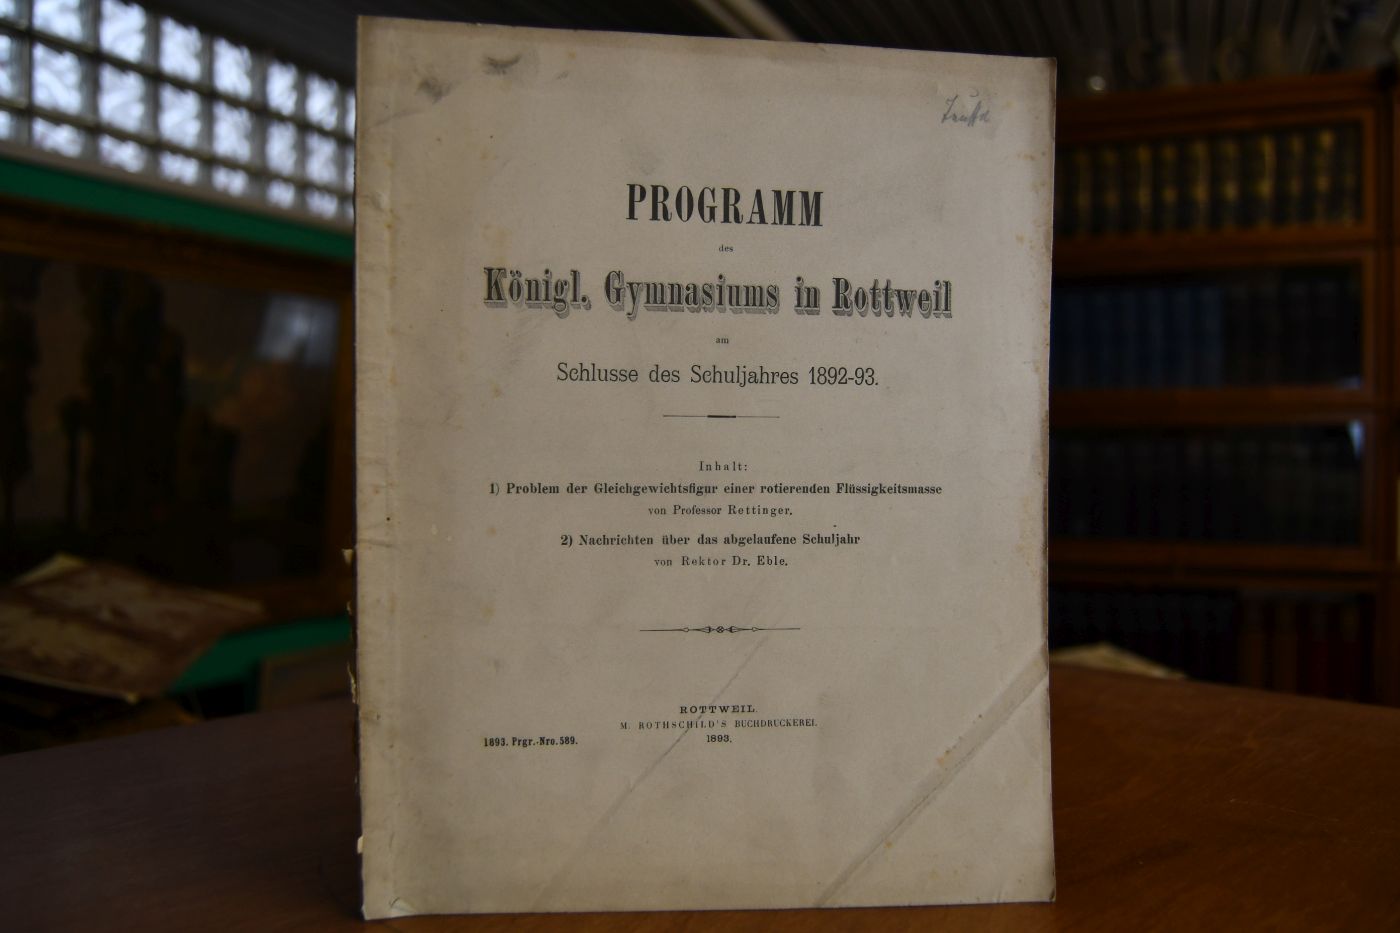 PROGRAMM
des
Königl. Gymnasiums in Rottweil
am
Schlusse des Schuljahres 1892-93.
Inhalt:
1) Problem der Gleichgewichtsfigur einer rotierenden Flüssigkeitsmasse
von Professor Rettinger.
2) Nachrichten über das abgelaufene Schuljahr
von Rektor Dr. Eble.
ROTTWEIL.
M. ROTHSCHILD'S BUCHDRUCKEREI.
1893. Prgr.-Nro. 589.
1893.